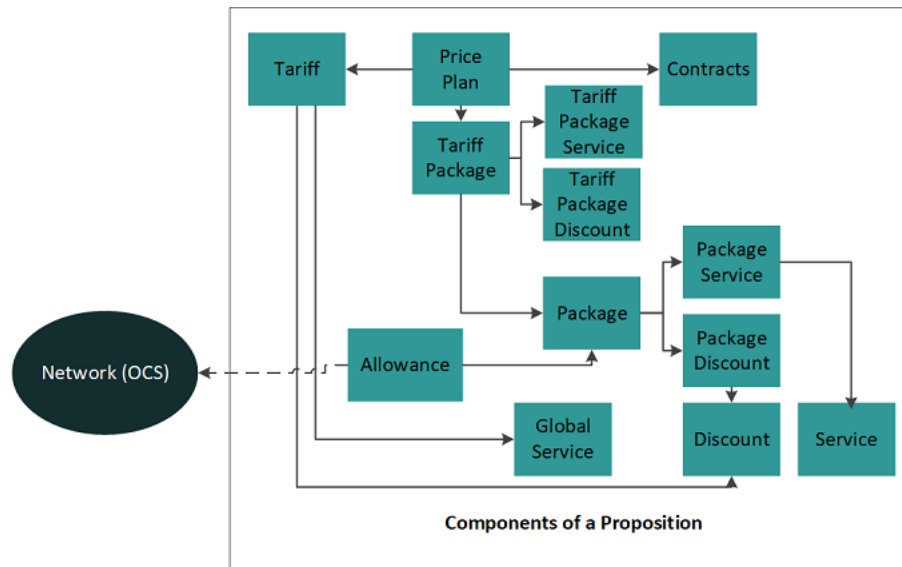 Tariff
Price
Plan
Contracts
Tariff
Package
Tariff
Package
Service
Tariff
Package
Discount
Package
Package
Service
Package
Discount
Network (OCS)
Allowance
Global
Service
Discount
Service
Components of a Proposition